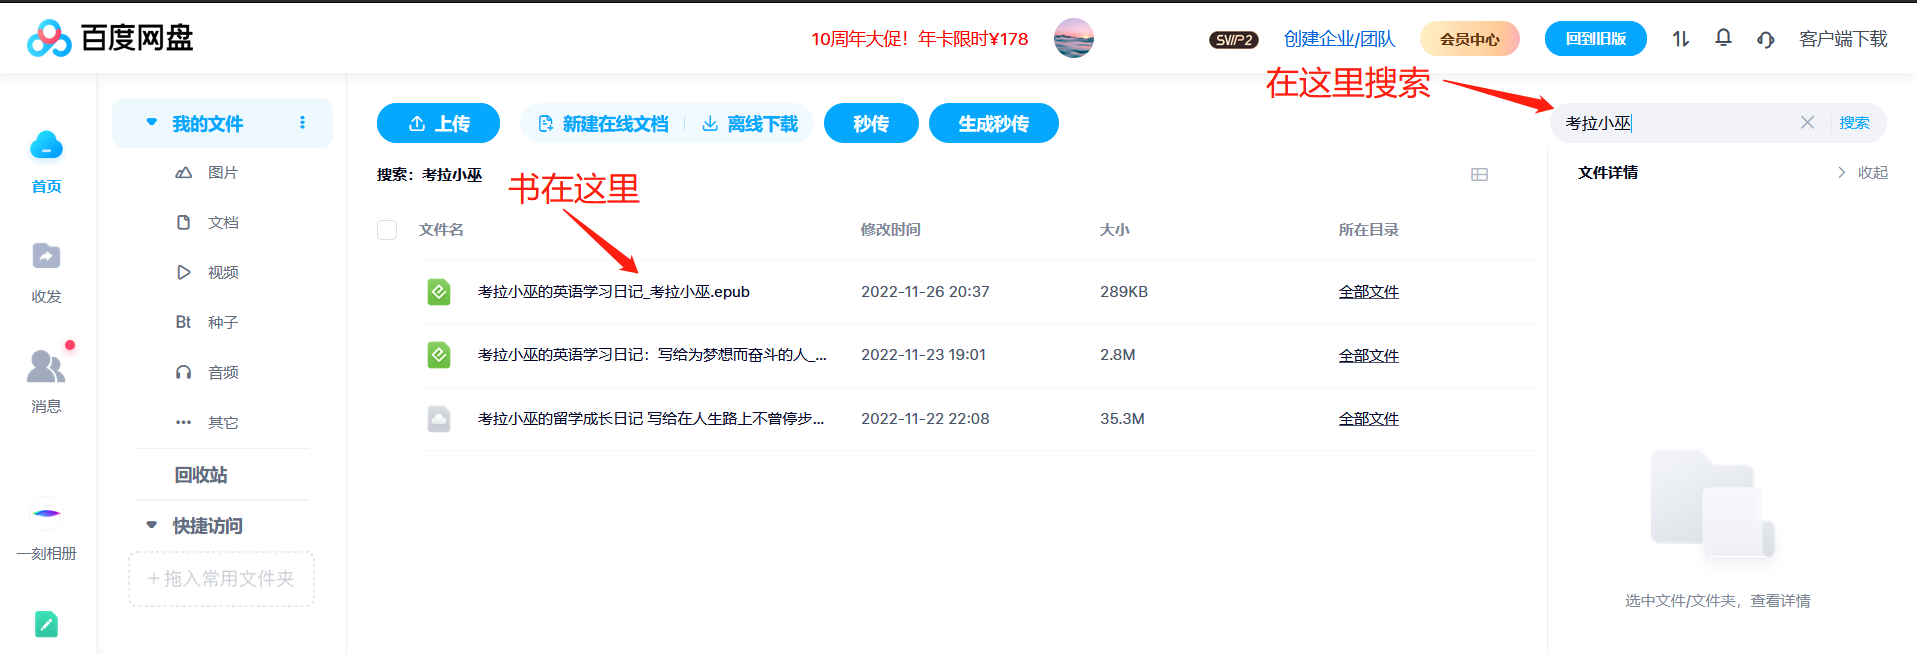 百度网盘
10周年大促！年卡限时¥178
SVIP2
创建企业/团队
会员中心
回到旧版
客户端下载
在这里搜索
首页
收发
消息
一刻相册
我的文件
图片
文档
视频
Bt 种子
音频
其它
回收站
快捷访问
+拖入常用文件夹
上传
新建在线文档
离线下载
秒传
生成秒传
考拉小巫
搜索
搜索：考拉小巫
书在这里
文件名 修改时间 大小 所在目录
考拉小巫的英语学习日记_考拉小巫.epub 2022-11-26 20:37 289KB 全部文件
考拉小巫的英语学习日记：写给为梦想而奋斗的人_... 2022-11-23 19:01 2.8M 全部文件
考拉小巫的留学成长日记 写给在人生路上不曾停步... 2022-11-22 22:08 35.3M 全部文件
文件详情
收起
选中文件/文件夹，查看详情